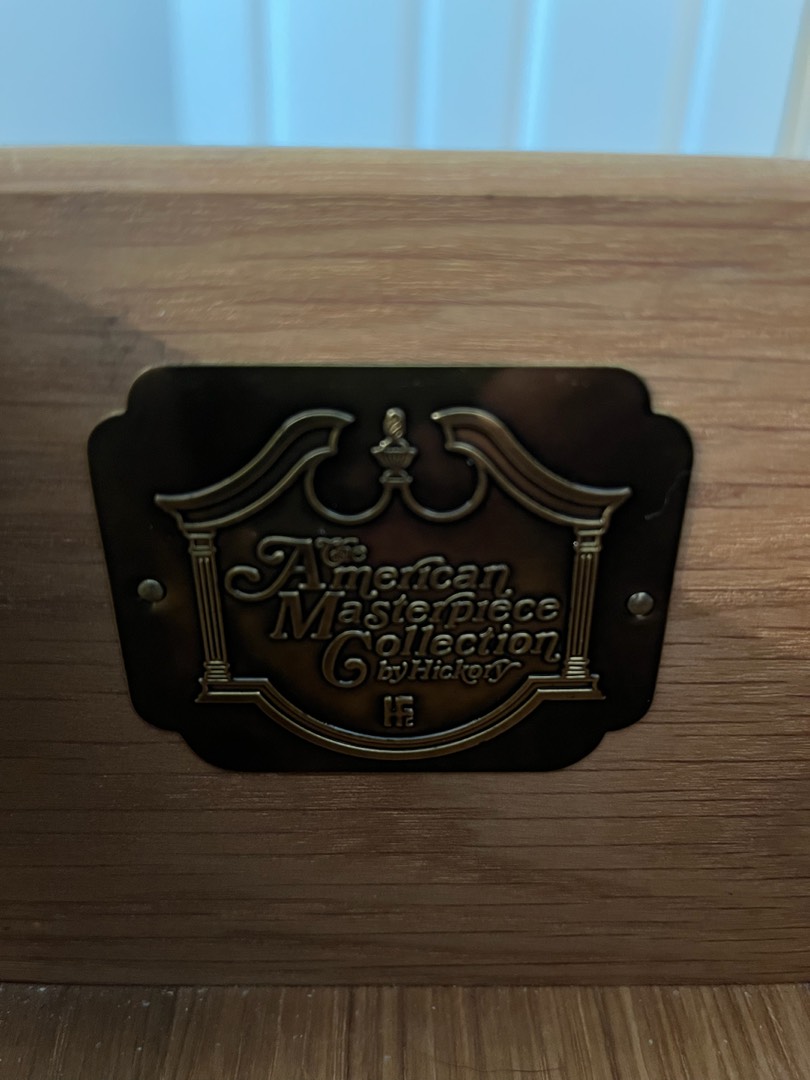 The
American
Masterpiece
Collection
by Hickory
HF